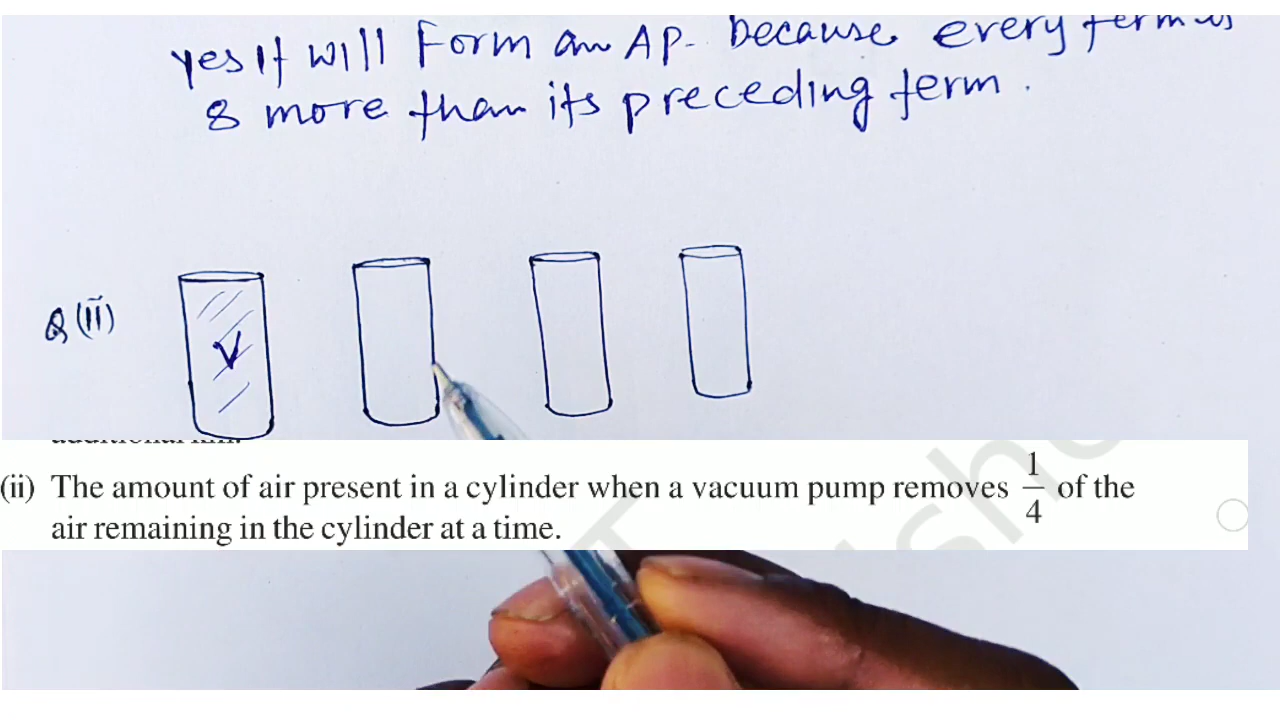 yes It will Form an AP- because every term is
8 more than its preceding term.
Q (ii)
V
(ii) The amount of air present in a cylinder when a vacuum pump removes 1/4 of the
air remaining in the cylinder at a time.